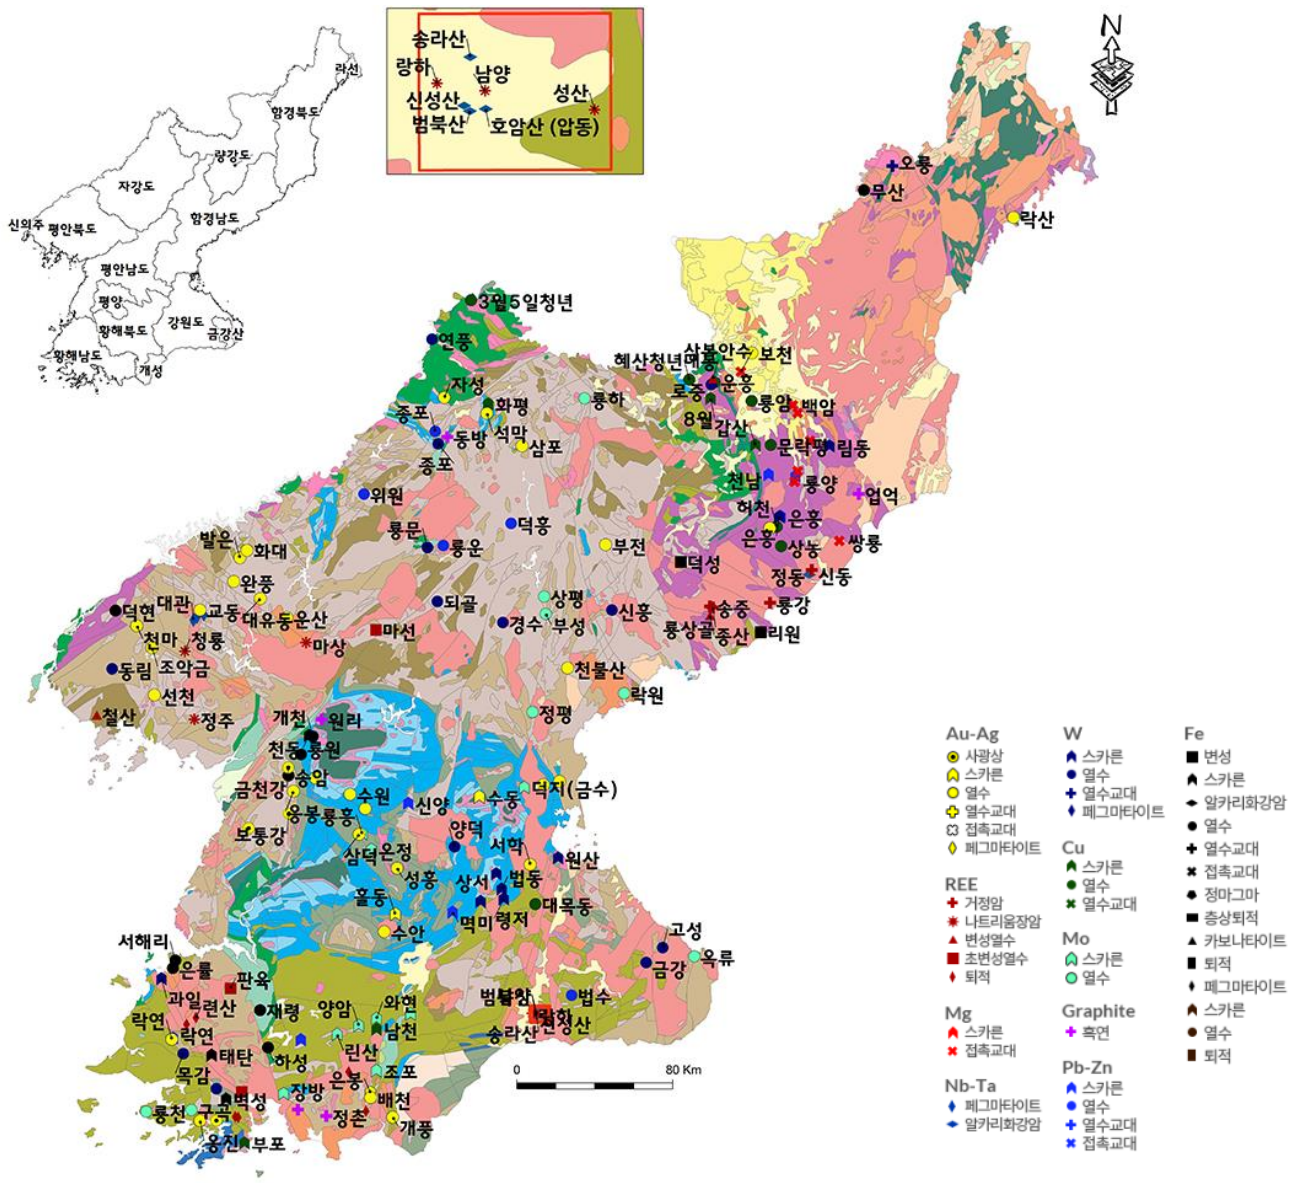 라선
함경북도
량강도
자강도
함경남도
신의주
평안북도
평안남도
평양
강원도
금강산
황해북도
황해남도
개성
송라산
랑하
남양
성산
신성산
범북산
호암산 (압동)
N
오룡
무산
락산
3월5일청년
연풍
보천
자성
룡하
운흥
로중
룡암
백암
화평
종포
8월
갑산
동방
석막
삼포
림동
종포
천남
룡양
업억
위원
허천
은흥
룡문
덕흥
은흥
발은
화대
룡운
부전
상농
쌍룡
덕성
정동
신동
완풍
덕현
대관
교동
대유동
운산
되골
상평
신흥
송중
룡강
천마
청룡
마선
경수
부성
룡상골
종산
리원
마상
동림
조악금
천불산
선천
락원
철산
정주
개천
원리
정평
천동
룡원
금천강
송암
수원
신양
수동
덕지(금수)
옹봉
룡흥
보통강
양덕
서학
삼덕
은정
원산
성흥
상서
법동
홀동
대목동
멱미
령저
수안
고성
서해리
은률
금강
옥류
판육
과일
련산
양암
와현
법수
락연
재령
남천
송라산
락연
린산
목감
태탄
하성
은봉
조포
0
80 Km
장방
배천
룡천
벽성
정촌
개풍
옹진
부포
Au-Ag
사광상
스카른
열수
열수교대
접촉교대
페그마타이트
REE
거정암
나트리움장암
변성열수
초변성열수
퇴적
Mg
스카른
접촉교대
Nb-Ta
페그마타이트
알카리화강암
W
스카른
열수
열수교대
페그마타이트
Cu
스카른
열수
열수교대
Mo
스카른
열수
Graphite
흑연
Pb-Zn
스카른
열수
열수교대
접촉교대
Fe
변성
스카른
알카리화강암
열수
열수교대
접촉교대
정마그마
층상퇴적
카보나타이트
퇴적
페그마타이트
스카른
열수
퇴적